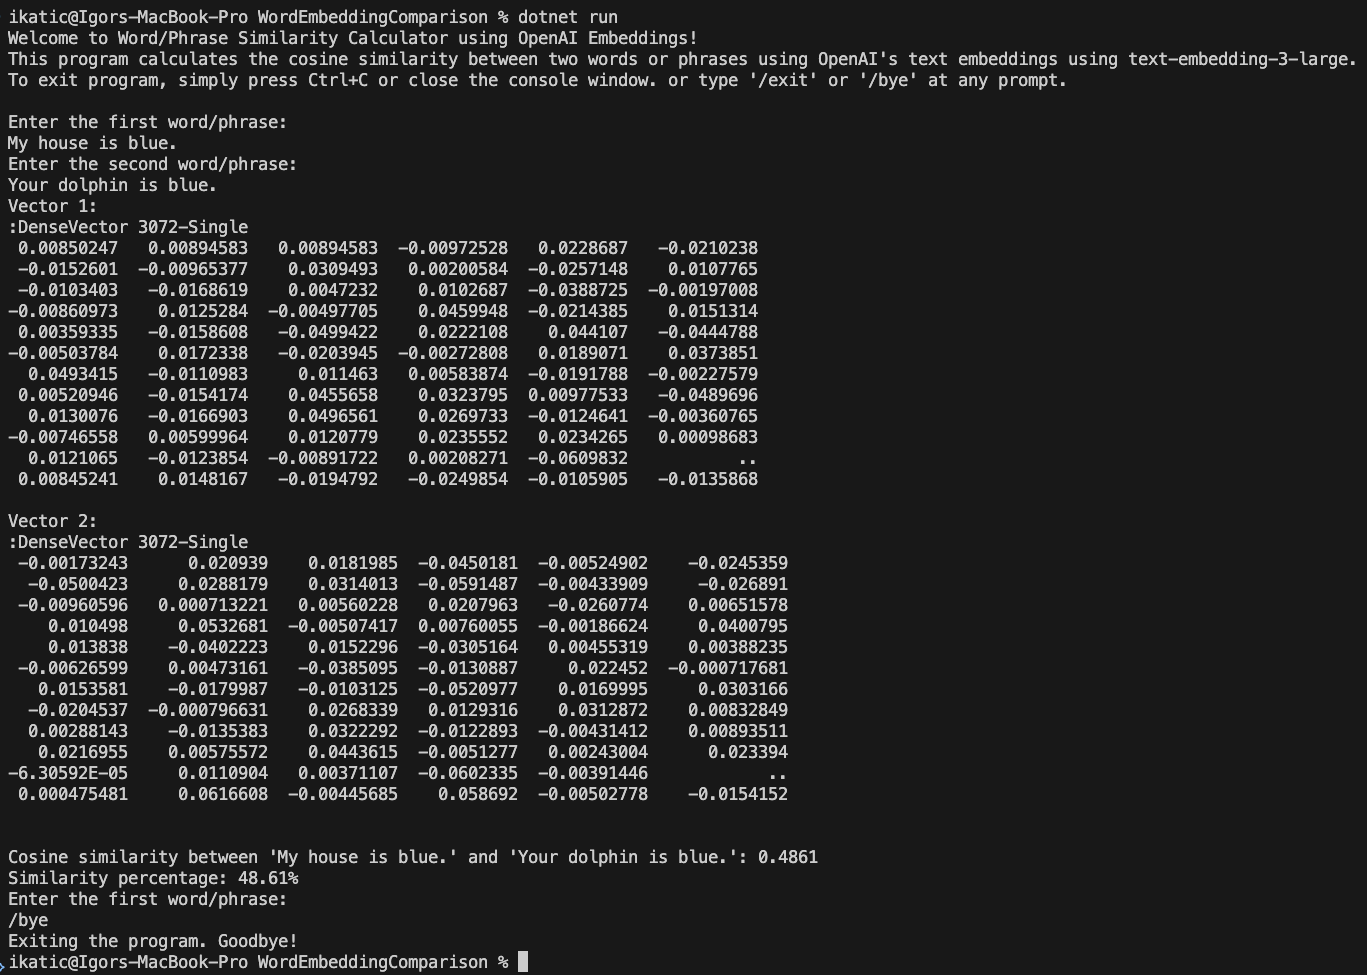 ikatic@Igors-MacBook-Pro WordEmbeddingComparison % dotnet run
Welcome to Word/Phrase Similarity Calculator using OpenAI Embeddings!
This program calculates the cosine similarity between two words or phrases using OpenAI's text embeddings using text-embedding-3-large.
To exit program, simply press Ctrl+C or close the console window. or type '/exit' or '/bye' at any prompt.

Enter the first word/phrase:
My house is blue.
Enter the second word/phrase:
Your dolphin is blue.
Vector 1:
:DenseVector 3072-Single
 0.00850247   0.00894583   0.00894583  -0.00972528   0.0228687   -0.0210238
 -0.0152601  -0.00965377    0.0309493   0.00200584  -0.0257148    0.0107765
 -0.0103403   -0.0168619    0.0047232    0.0102687  -0.0388725  -0.00197008
-0.00860973    0.0125284  -0.00497705    0.0459948  -0.0214385    0.0151314
 0.00359335   -0.0158608   -0.0499422    0.0222108    0.044107   -0.0444788
-0.00503784    0.0172338   -0.0203945  -0.00272808   0.0189071    0.0373851
  0.0493415   -0.0110983     0.011463   0.00583874  -0.0191788  -0.00227579
 0.00520946   -0.0154174    0.0455658    0.0323795  0.00977533   -0.0489696
  0.0130076   -0.0166903    0.0496561    0.0269733  -0.0124641  -0.00360765
-0.00746558   0.00599964    0.0120779    0.0235552   0.0234265   0.00098683
  0.0121065   -0.0123854  -0.00891722   0.00208271  -0.0609832           ..
 0.00845241    0.0148167   -0.0194792   -0.0249854  -0.0105905   -0.0135868

Vector 2:
:DenseVector 3072-Single
 -0.00173243      0.020939    0.0181985  -0.0450181  -0.00524902    -0.0245359
  -0.0500423     0.0288179    0.0314013  -0.0591487  -0.00433909     -0.026891
 -0.00960596   0.000713221   0.00560228   0.0207963   -0.0260774    0.00651578
    0.010498     0.0532681  -0.00507417  0.00760055  -0.00186624     0.0400795
    0.013838    -0.0402223    0.0152296  -0.0305164   0.00455319    0.00388235
 -0.00626599    0.00473161   -0.0385095  -0.0130887     0.022452  -0.000717681
   0.0153581    -0.0179987   -0.0103125  -0.0520977    0.0169995     0.0303166
  -0.0204537  -0.000796631    0.0268339   0.0129316    0.0312872    0.00832849
  0.00288143    -0.0135383    0.0322292  -0.0122893  -0.00431412    0.00893511
   0.0216955    0.00575572    0.0443615  -0.0051277   0.00243004      0.023394
-6.30592E-05     0.0110904   0.00371107  -0.0602335  -0.00391446            ..
 0.000475481     0.0616608  -0.00445685    0.058692  -0.00502778    -0.0154152

Cosine similarity between 'My house is blue.' and 'Your dolphin is blue.': 0.4861
Similarity percentage: 48.61%
Enter the first word/phrase:
/bye
Exiting the program. Goodbye!
ikatic@Igors-MacBook-Pro WordEmbeddingComparison %